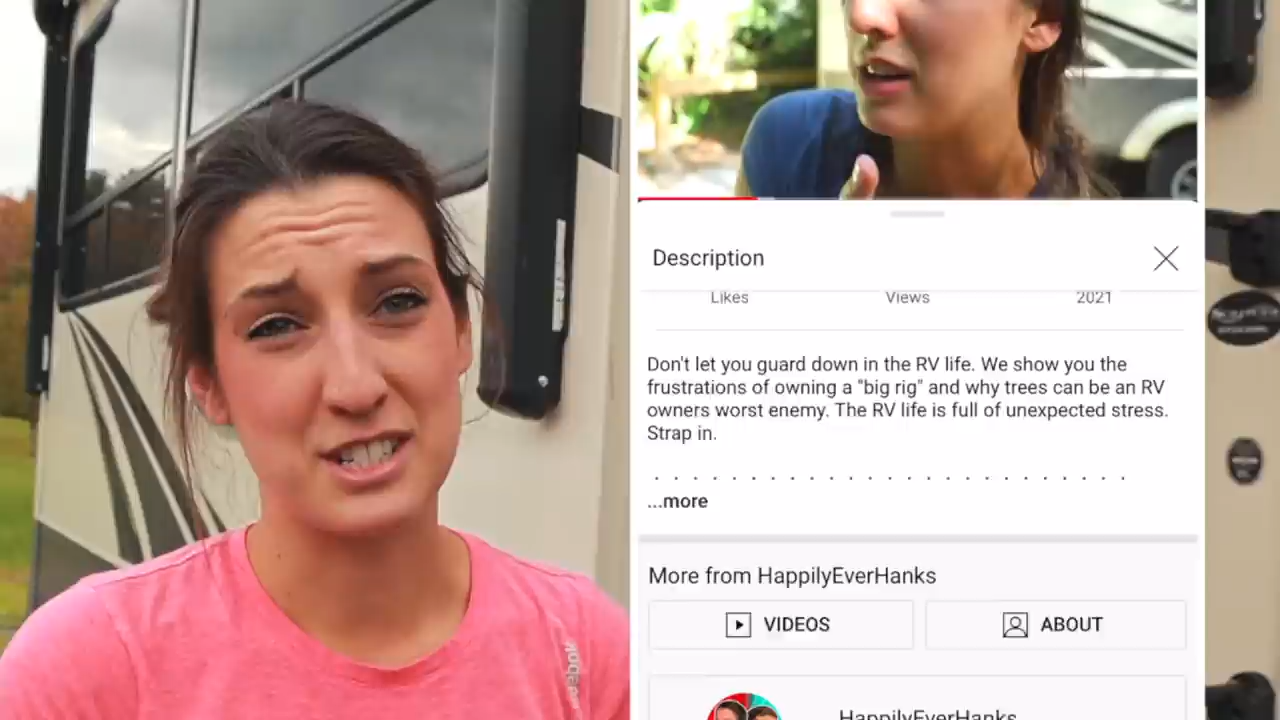 Description
Likes
Views
2021
Don't let you guard down in the RV life. We show you the
frustrations of owning a "big rig" and why trees can be an RV
owners worst enemy. The RV life is full of unexpected stress.
Strap in.
. . . . . . . . . . . . . . . . . . . . . . . . .
...more
More from HappilyEverHanks
VIDEOS
ABOUT
HappilyEverHanks
Reebok